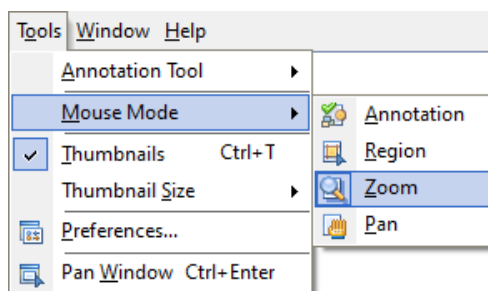 Tools Window Help
Annotation Tool
Mouse Mode
Thumbnails Ctrl+T
Thumbnail Size
Preferences...
Pan Window Ctrl+Enter
Annotation
Region
Zoom
Pan